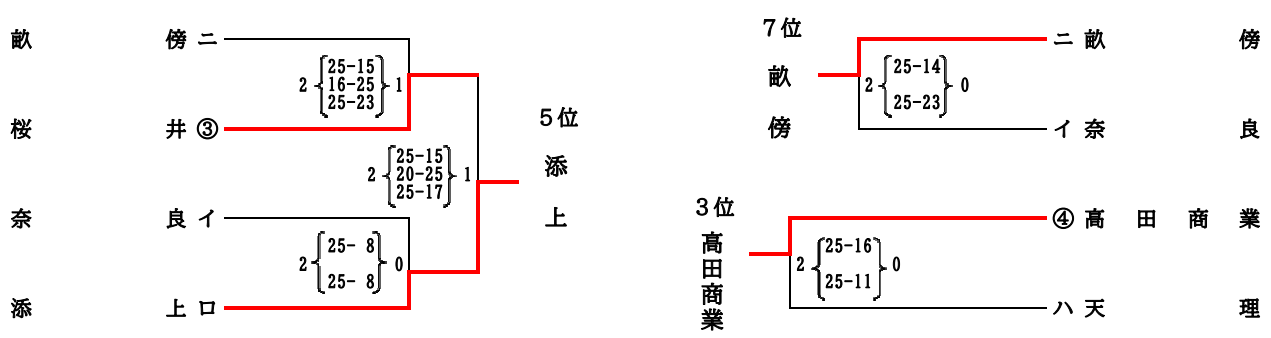 畝傍ニ
2 25-15 1
16-25
25-23
桜井③
5位
添上
2 25-15 1
20-25
25-17
奈良イ
2 25- 8 0
25- 8
添上ロ
7位
畝傍
ニ畝傍
2 25-14 0
25-23
イ奈良
3位
高田商業
④高田商業
2 25-16 0
25-11
ハ天理